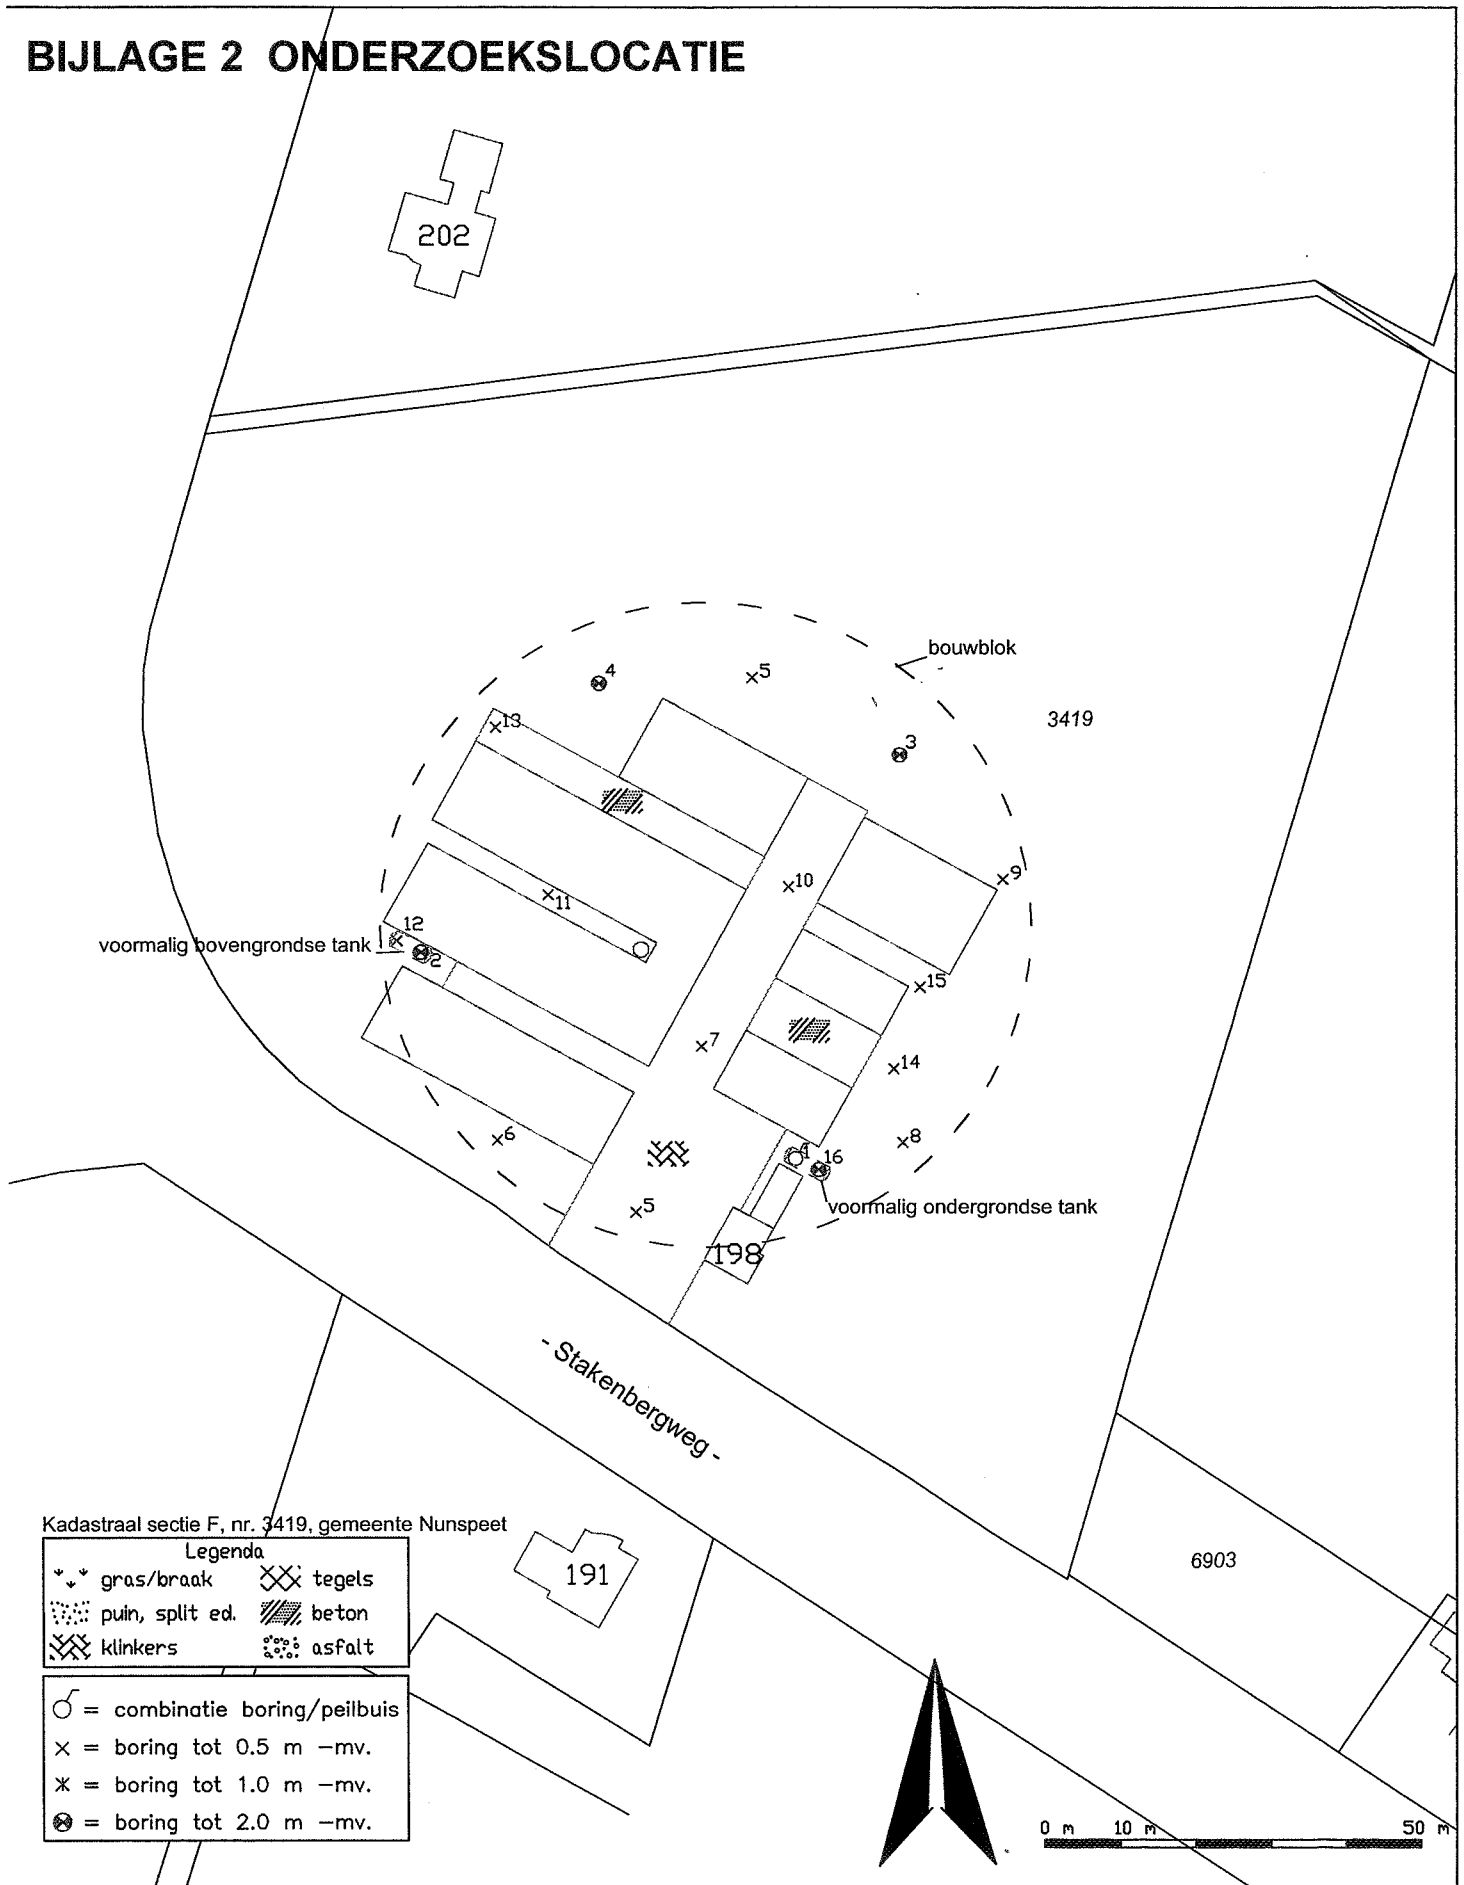 BIJLAGE 2 ONDERZOEKSLOCATIE
202
bouwblok
4
5
3419
13
3
10
9
11
12
voormalig bovengrondse tank
2
15
7
14
6
8
1
16
5
voormalig ondergrondse tank
198
- Stakenbergweg -
Kadastraal sectie F, nr. 3419, gemeente Nunspeet
Legenda
gras/braak
tegels
puin, split ed.
beton
klinkers
asfalt
191
6903
= combinatie boring/peilbuis
= boring tot 0.5 m -mv.
= boring tot 1.0 m -mv.
= boring tot 2.0 m -mv.
0 m 10 m 50 m